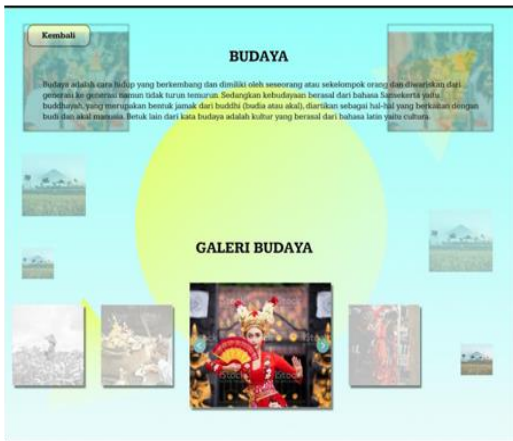 Kembali
BUDAYA
Budaya adalah cara hidup yang berkembang dan dimiliki oleh seseorang atau sekelompok orang dan diwariskan dari
generasi ke generasi namun tidak turun temurun. Sedangkan kebudayaan berasal dari bahasa Sansekerta yaitu
buddhayah, yang merupakan bentuk jamak dari buddhi (budia atau akal), diartikan sebagai hal-hal yang berkaitan dengan
budi dan akal manusia. Betuk lain dari kata budaya adalah kultur yang berasal dari bahasa latin yaitu cultura.
GALERI BUDAYA